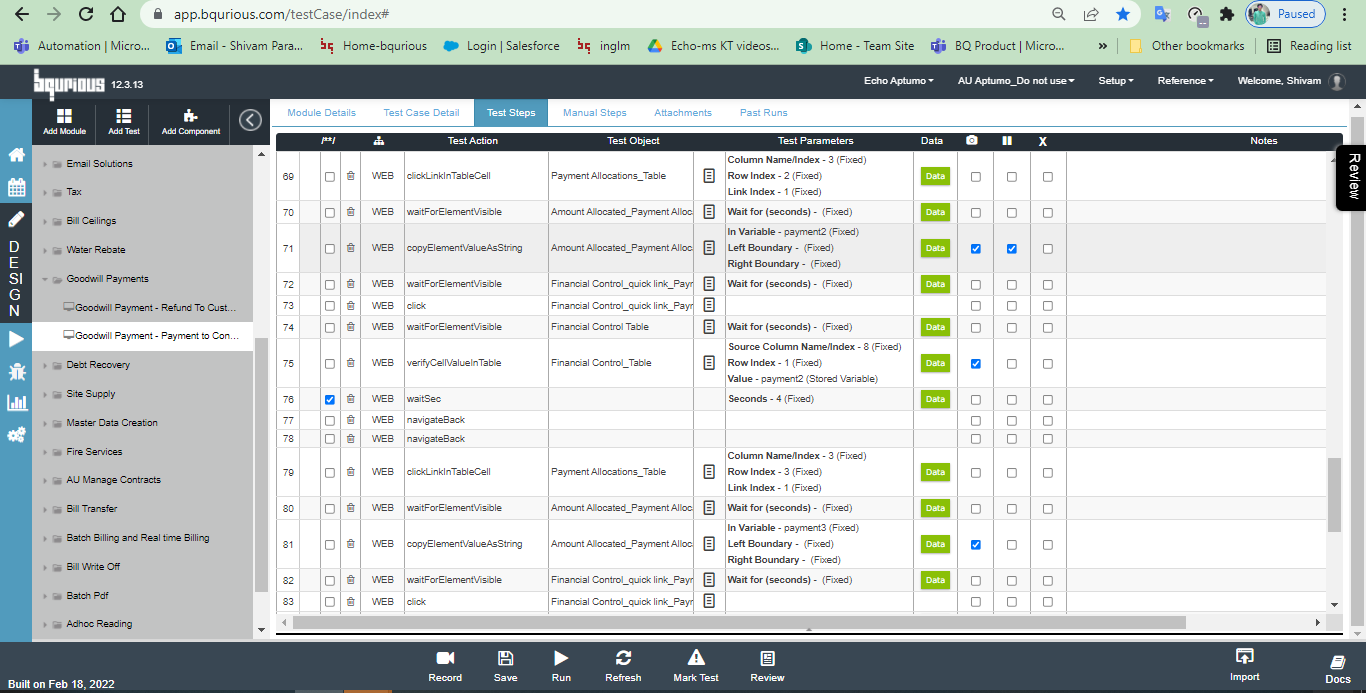 app.bqurious.com/testCase/index#
Paused
Automation | Micro...
Email - Shivam Para...
Home-bqurious
Login | Salesforce
inglm
Echo-ms KT videos...
Home - Team Site
BQ Product | Micro...
»
Other bookmarks
Reading list
bqurious 12.3.13
Echo Aptumo
AU Aptumo_Do not use
Setup
Reference
Welcome, Shivam
Add Module
Add Test
Add Component
Module Details
Test Case Detail
Test Steps
Manual Steps
Attachments
Past Runs
DESIGN
Email Solutions
Tax
Bill Ceilings
Water Rebate
Goodwill Payments
Goodwill Payment - Refund To Cust...
Goodwill Payment - Payment to Con...
Debt Recovery
Site Supply
Master Data Creation
Fire Services
AU Manage Contracts
Bill Transfer
Batch Billing and Real time Billing
Bill Write Off
Batch Pdf
Adhoc Reading
/**/ Test Action Test Object Test Parameters Data X Notes
Column Name/Index - 3 (Fixed)
69 WEB clickLinkInTableCell Payment Allocations_Table Row Index - 2 (Fixed) Data
Link Index - 1 (Fixed)
70 WEB waitForElementVisible Amount Allocated_Payment Alloc Wait for (seconds) - (Fixed) Data
In Variable - payment2 (Fixed)
71 WEB copyElementValueAsString Amount Allocated_Payment Alloc Left Boundary - (Fixed) Data
Right Boundary - (Fixed)
72 WEB waitForElementVisible Financial Control_quick link_Payr Wait for (seconds) - (Fixed) Data
73 WEB click Financial Control_quick link_Payr
74 WEB waitForElementVisible Financial Control Table Wait for (seconds) - (Fixed) Data
Source Column Name/Index - 8 (Fixed)
75 WEB verifyCellValueInTable Financial Control_Table Row Index - 1 (Fixed) Data
Value - payment2 (Stored Variable)
76 WEB waitSec Seconds - 4 (Fixed) Data
77 WEB navigateBack
78 WEB navigateBack
Column Name/Index - 3 (Fixed)
79 WEB clickLinkInTableCell Payment Allocations_Table Row Index - 3 (Fixed) Data
Link Index - 1 (Fixed)
80 WEB waitForElementVisible Amount Allocated_Payment Alloc Wait for (seconds) - (Fixed) Data
In Variable - payment3 (Fixed)
81 WEB copyElementValueAsString Amount Allocated_Payment Alloc Left Boundary - (Fixed) Data
Right Boundary - (Fixed)
82 WEB waitForElementVisible Financial Control_quick link_Payr Wait for (seconds) - (Fixed) Data
83 WEB click Financial Control_quick link_Payr
Review
Record
Save
Run
Refresh
Mark Test
Review
Import
Docs
Built on Feb 18, 2022